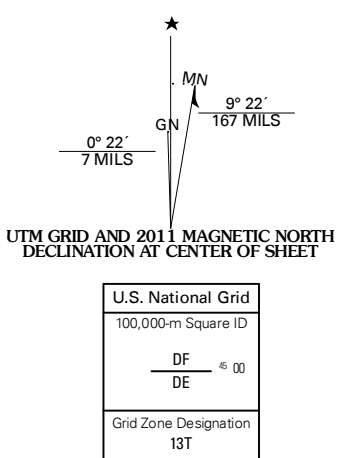 ★
MN
9° 22´
167 MILS
GN
0° 22´
7 MILS
UTM GRID AND 2011 MAGNETIC NORTH
DECLINATION AT CENTER OF SHEET
U.S. National Grid
100,000-m Square ID
DF
45 00
DE
Grid Zone Designation
13T